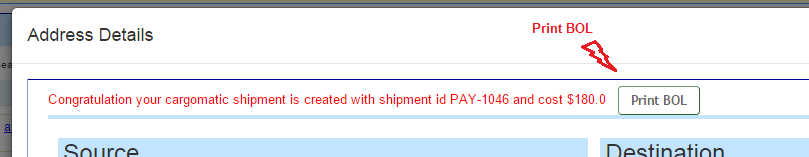 Print BOL
Address Details
Congratulation your cargomatic shipment is created with shipment id PAY-1046 and cost $180.0 Print BOL
Source Destination